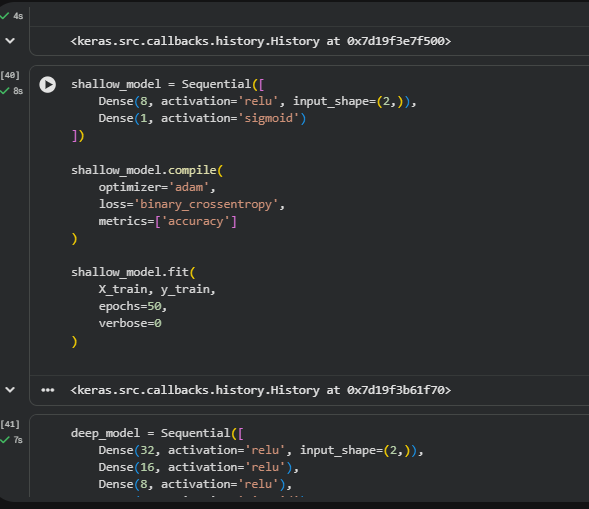 4s
<keras.src.callbacks.history.History at 0x7d19f3e7f500>
[40]
8s
shallow_model = Sequential([
    Dense(8, activation='relu', input_shape=(2,)),
    Dense(1, activation='sigmoid')
])
shallow_model.compile(
    optimizer='adam',
    loss='binary_crossentropy',
    metrics=['accuracy']
)
shallow_model.fit(
    X_train, y_train,
    epochs=50,
    verbose=0
)
<keras.src.callbacks.history.History at 0x7d19f3b61f70>
[41]
7s
deep_model = Sequential([
    Dense(32, activation='relu', input_shape=(2,)),
    Dense(16, activation='relu'),
    Dense(8, activation='relu'),